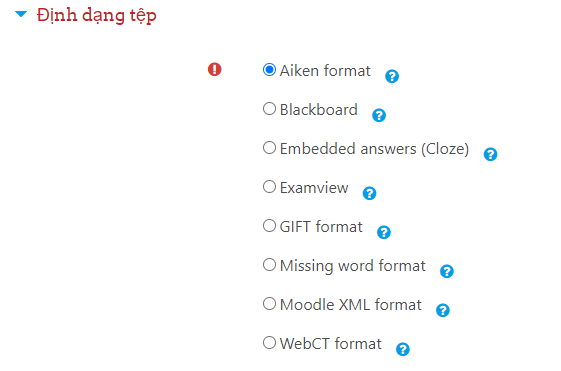 Định dạng tệp
Aiken format
Blackboard
Embedded answers (Cloze)
Examview
GIFT format
Missing word format
Moodle XML format
WebCT format